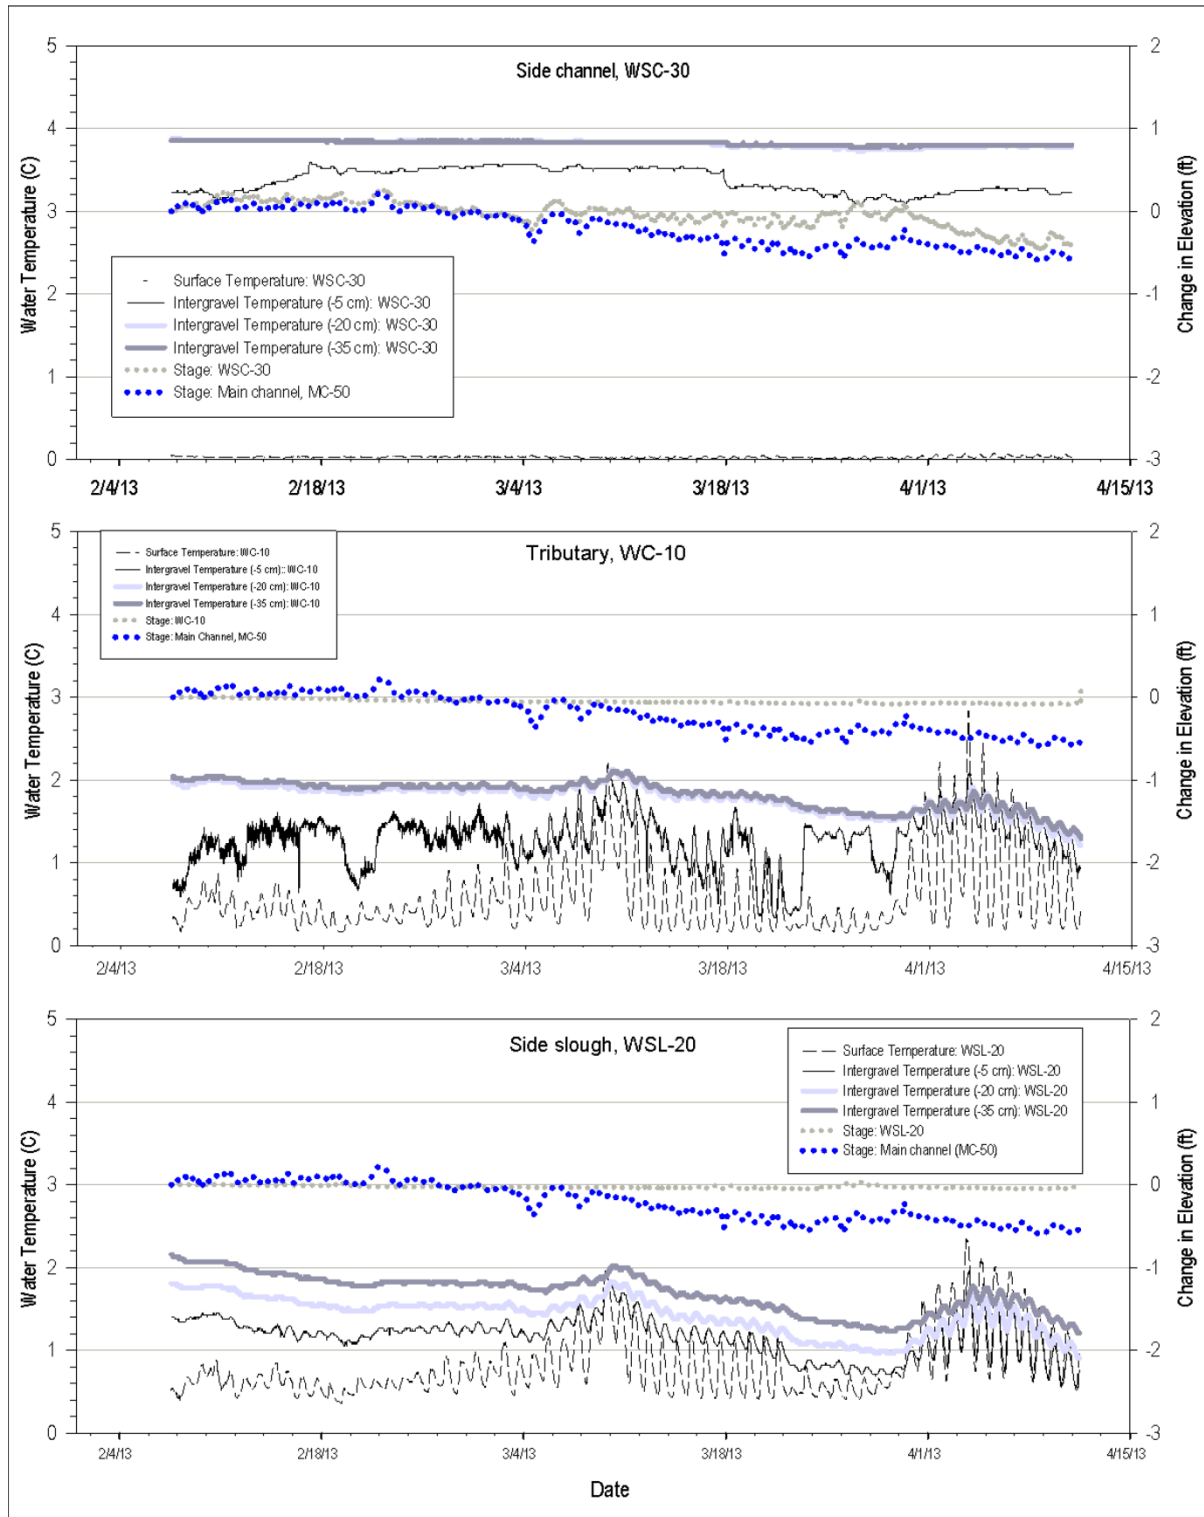 Side channel, WSC-30
5
4
3
2
1
0
2
1
0
-1
-2
-3
Water Temperature (C)
Change in Elevation (ft)
Surface Temperature: WSC-30
Intergravel Temperature (-5 cm): WSC-30
Intergravel Temperature (-20 cm): WSC-30
Intergravel Temperature (-35 cm): WSC-30
Stage: WSC-30
Stage: Main channel, MC-50
2/4/13 2/18/13 3/4/13 3/18/13 4/1/13 4/15/13
Tributary, WC-10
5
4
3
2
1
0
2
1
0
-1
-2
-3
Water Temperature (C)
Change in Elevation (ft)
Surface Temperature: WC-10
Intergravel Temperature (-5 cm):: WC-10
Intergravel Temperature (-20 cm): WC-10
Intergravel Temperature (-35 cm): WC-10
Stage: WC-10
Stage: Main Channel, MC-50
2/4/13 2/18/13 3/4/13 3/18/13 4/1/13 4/15/13
Side slough, WSL-20
5
4
3
2
1
0
2
1
0
-1
-2
-3
Water Temperature (C)
Change in Elevation (ft)
Surface Temperature: WSL-20
Intergravel Temperature (-5 cm): WSL-20
Intergravel Temperature (-20 cm): WSL-20
Intergravel Temperature (-35 cm): WSL-20
Stage: WSL-20
Stage: Main channel (MC-50)
2/4/13 2/18/13 3/4/13 3/18/13 4/1/13 4/15/13
Date